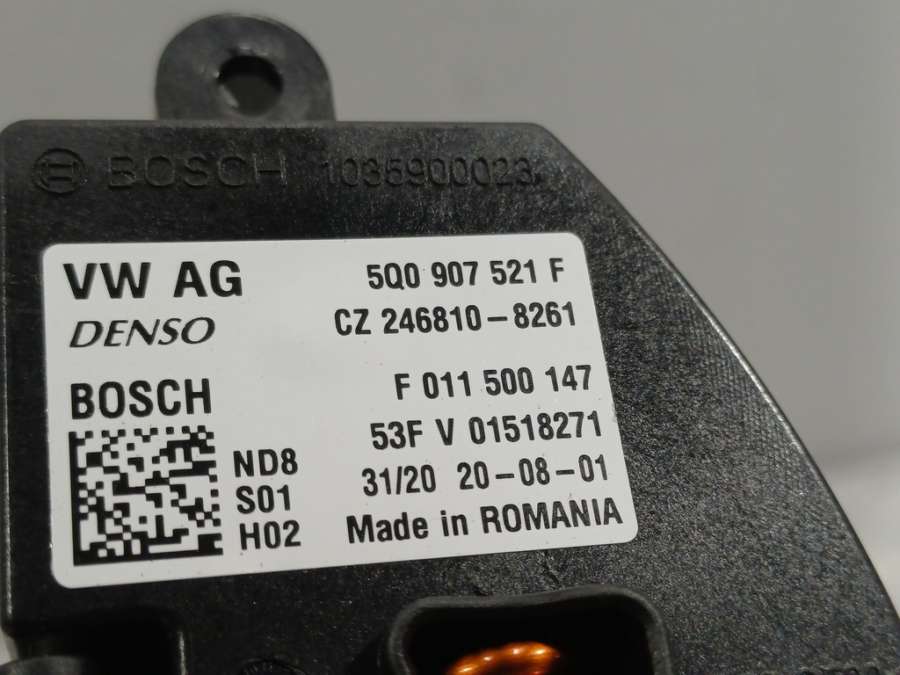 BOSCH 1035900023
VW AG 5Q0 907 521 F
DENSO CZ 246810-8261
BOSCH F 011 500 147
53F V 01518271
ND8 31/20 20-08-01
S01
H02 Made in ROMANIA